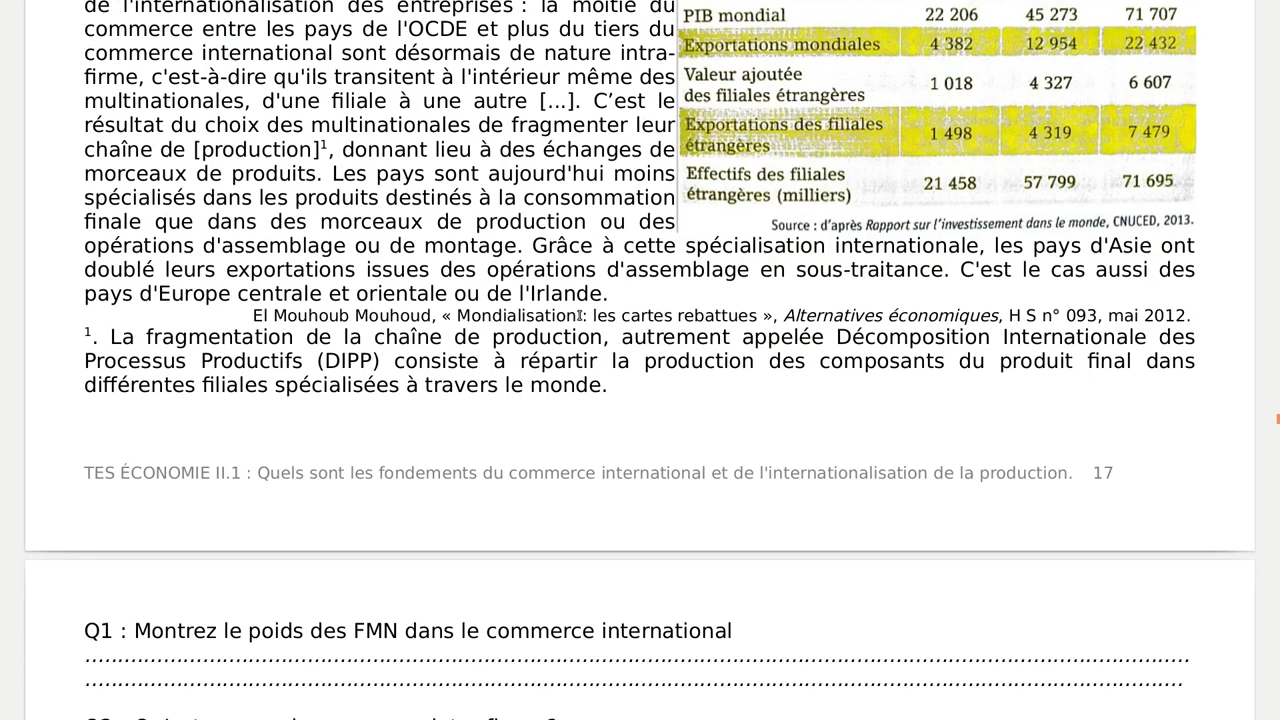 de l'internationalisation des entreprises : la moitié du
commerce entre les pays de l'OCDE et plus du tiers du
commerce international sont désormais de nature intra-
firme, c'est-à-dire qu'ils transitent à l'intérieur même des
multinationales, d'une filiale à une autre [...]. C’est le
résultat du choix des multinationales de fragmenter leur
chaîne de [production]¹, donnant lieu à des échanges de
morceaux de produits. Les pays sont aujourd'hui moins
spécialisés dans les produits destinés à la consommation
finale que dans des morceaux de production ou des
PIB mondial 22 206 45 273 71 707
Exportations mondiales 4 382 12 954 22 432
Valeur ajoutée
des filiales étrangères 1 018 4 327 6 607
Exportations des filiales
étrangères 1 498 4 319 7 479
Effectifs des filiales
étrangères (milliers) 21 458 57 799 71 695
Source : d’après Rapport sur l’investissement dans le monde, CNUCED, 2013.
opérations d'assemblage ou de montage. Grâce à cette spécialisation internationale, les pays d'Asie ont
doublé leurs exportations issues des opérations d'assemblage en sous-traitance. C'est le cas aussi des
pays d'Europe centrale et orientale ou de l'Irlande.
El Mouhoub Mouhoud, « Mondialisation : les cartes rebattues », Alternatives économiques, H S n° 093, mai 2012.
¹. La fragmentation de la chaîne de production, autrement appelée Décomposition Internationale des
Processus Productifs (DIPP) consiste à répartir la production des composants du produit final dans
différentes filiales spécialisées à travers le monde.
TES ÉCONOMIE II.1 : Quels sont les fondements du commerce international et de l'internationalisation de la production. 17
Q1 : Montrez le poids des FMN dans le commerce international